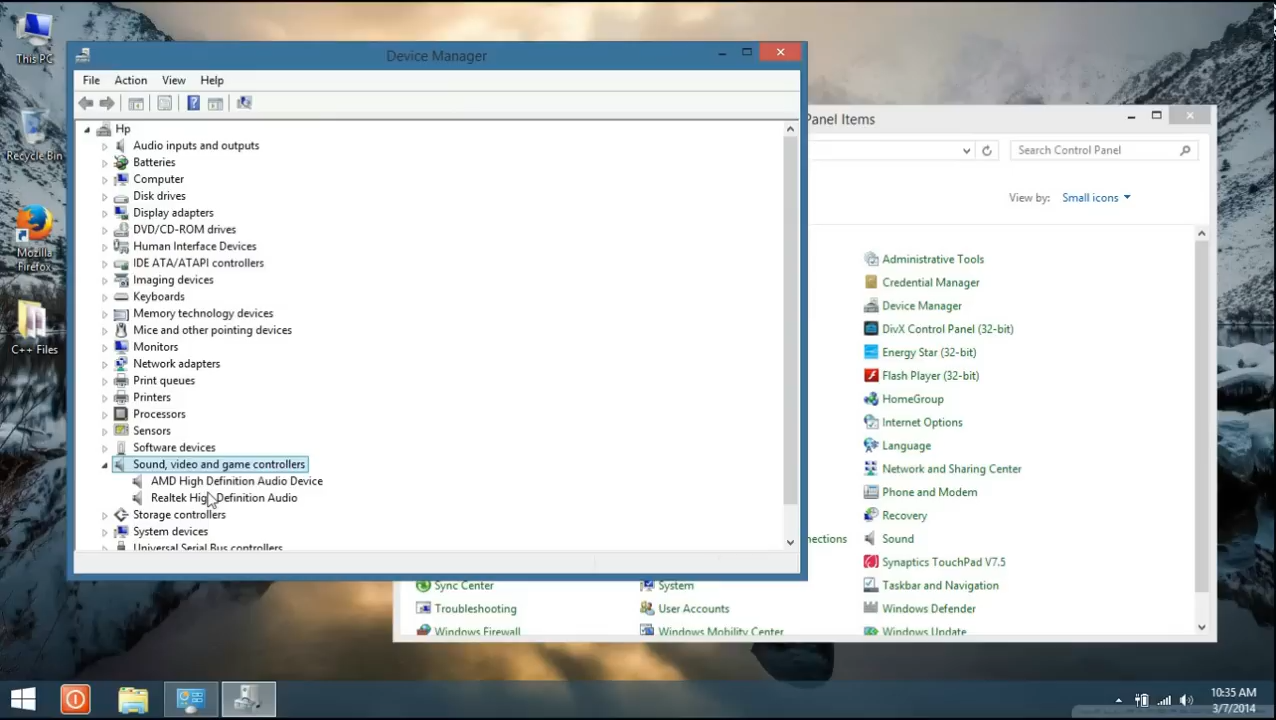 This PC
Recycle Bin
Mozilla
Firefox
C++ Files
Device Manager
File Action View Help
Hp
Audio inputs and outputs
Batteries
Computer
Disk drives
Display adapters
DVD/CD-ROM drives
Human Interface Devices
IDE ATA/ATAPI controllers
Imaging devices
Keyboards
Memory technology devices
Mice and other pointing devices
Monitors
Network adapters
Print queues
Printers
Processors
Sensors
Software devices
Sound, video and game controllers
AMD High Definition Audio Device
Realtek High Definition Audio
Storage controllers
System devices
Universal Serial Bus controllers
Panel Items
Search Control Panel
View by: Small icons
Administrative Tools
Credential Manager
Device Manager
DivX Control Panel (32-bit)
Energy Star (32-bit)
Flash Player (32-bit)
HomeGroup
Internet Options
Language
Network and Sharing Center
Phone and Modem
Recovery
nections Sound
Synaptics TouchPad V7.5
Sync Center System Taskbar and Navigation
Troubleshooting User Accounts Windows Defender
Windows Firewall Windows Mobility Center Windows Update
10:35 AM
3/7/2014